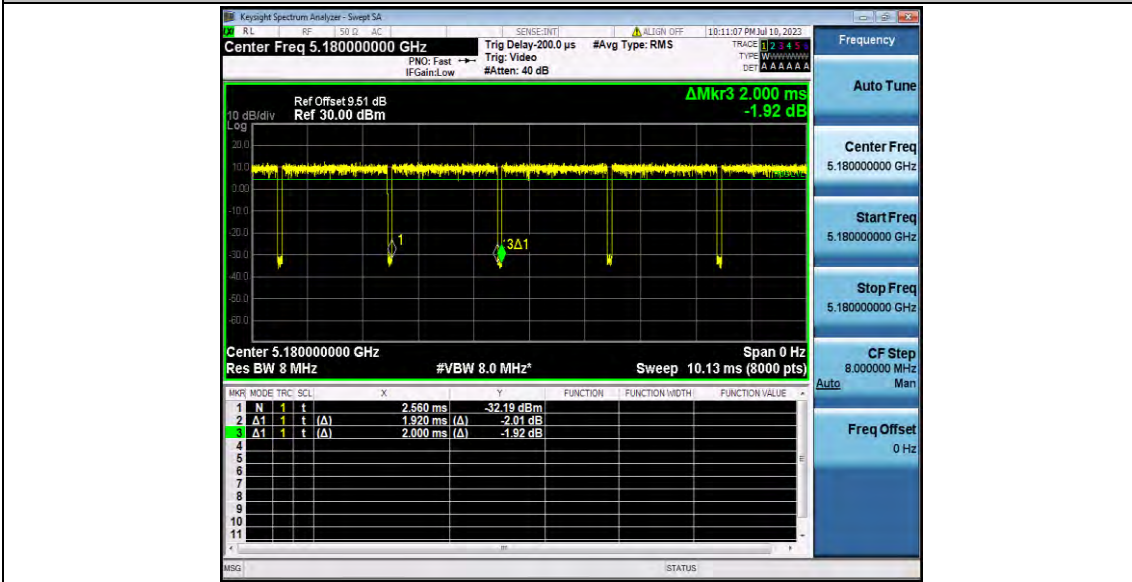 Keysight Spectrum Analyzer - Swept SA
RL RF 50 Ω AC SENSE:INT ALIGN OFF 10:11:07 PM Jul 10, 2023
Center Freq 5.180000000 GHz
PNO: Fast
IFGain:Low
Trig Delay-200.0 µs
Trig: Video
#Atten: 40 dB
#Avg Type: RMS
TRACE 1 2 3 4 5 6
TYPE W
DET A A A A A A
Ref Offset 9.51 dB
Ref 30.00 dBm
10 dB/div
Log
ΔMkr3 2.000 ms
-1.92 dB
20.0
10.0
0.00
-10.0
-20.0
-30.0
-40.0
-50.0
-60.0
1
3Δ1
Center 5.180000000 GHz
Span 0 Hz
Res BW 8 MHz
#VBW 8.0 MHz*
Sweep 10.13 ms (8000 pts)
MKR MODE TRC SCL X Y FUNCTION FUNCTION WIDTH FUNCTION VALUE
1 N 1 t 2.560 ms -32.19 dBm
2 Δ1 1 t (Δ) 1.920 ms (Δ) -2.01 dB
3 Δ1 1 t (Δ) 2.000 ms (Δ) -1.92 dB
4
5
6
7
8
9
10
11
MSG
STATUS
Frequency
Auto Tune
Center Freq
5.180000000 GHz
Start Freq
5.180000000 GHz
Stop Freq
5.180000000 GHz
CF Step
8.000000 MHz
Auto Man
Freq Offset
0 Hz